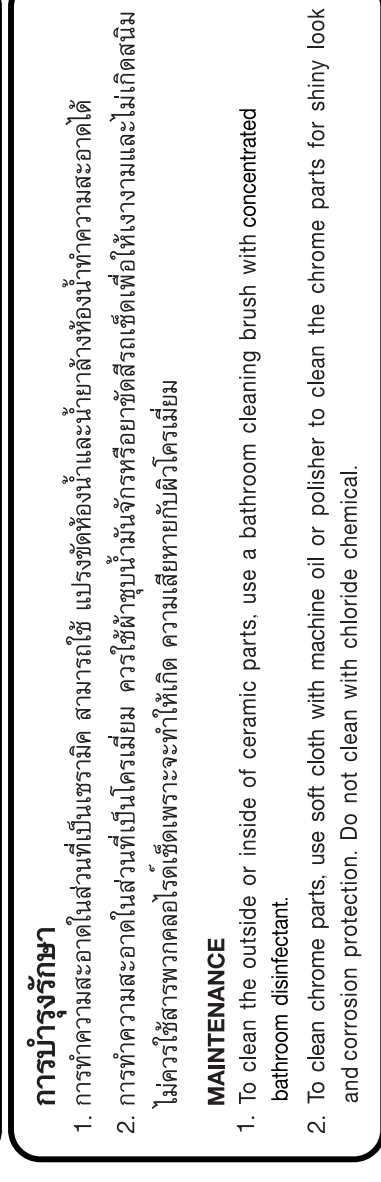 การบำรุงรักษา
1. การทำความสะอาดในส่วนที่เป็นเซรามิค สามารถใช้ แปรงขัดห้องน้ำและน้ำยาล้างห้องน้ำทำความสะอาดได้
2. การทำความสะอาดในส่วนที่เป็นโครเมี่ยม ควรใช้ผ้าชุบน้ำมันจักรหรือยาขัดสีรถเช็ดเพื่อให้เงางามและไม่เกิดสนิม
ไม่ควรใช้สารพวกคลอไรด์เช็ดเพราะจะทำให้เกิด ความเสียหายกับผิวโครเมี่ยม
MAINTENANCE
1. To clean the outside or inside of ceramic parts, use a bathroom cleaning brush with concentrated
bathroom disinfectant.
2. To clean chrome parts, use soft cloth with machine oil or polisher to clean the chrome parts for shiny look
and corrosion protection. Do not clean with chloride chemical.